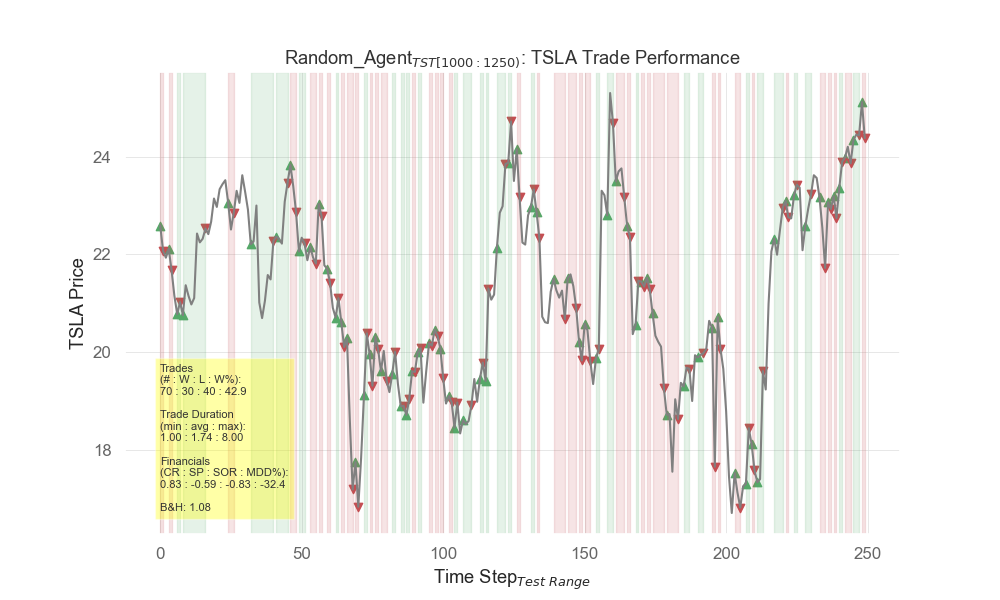 Random_Agent_TST[1000:1250): TSLA Trade Performance
TSLA Price
24
22
20
18
Trades
(# : W : L : W%):
70 : 30 : 40 : 42.9
Trade Duration
(min : avg : max):
1.00 : 1.74 : 8.00
Financials
(CR : SP : SOR : MDD%):
0.83 : -0.59 : -0.83 : -32.4
B&H: 1.08
0 50 100 150 200 250
Time Step_Test Range